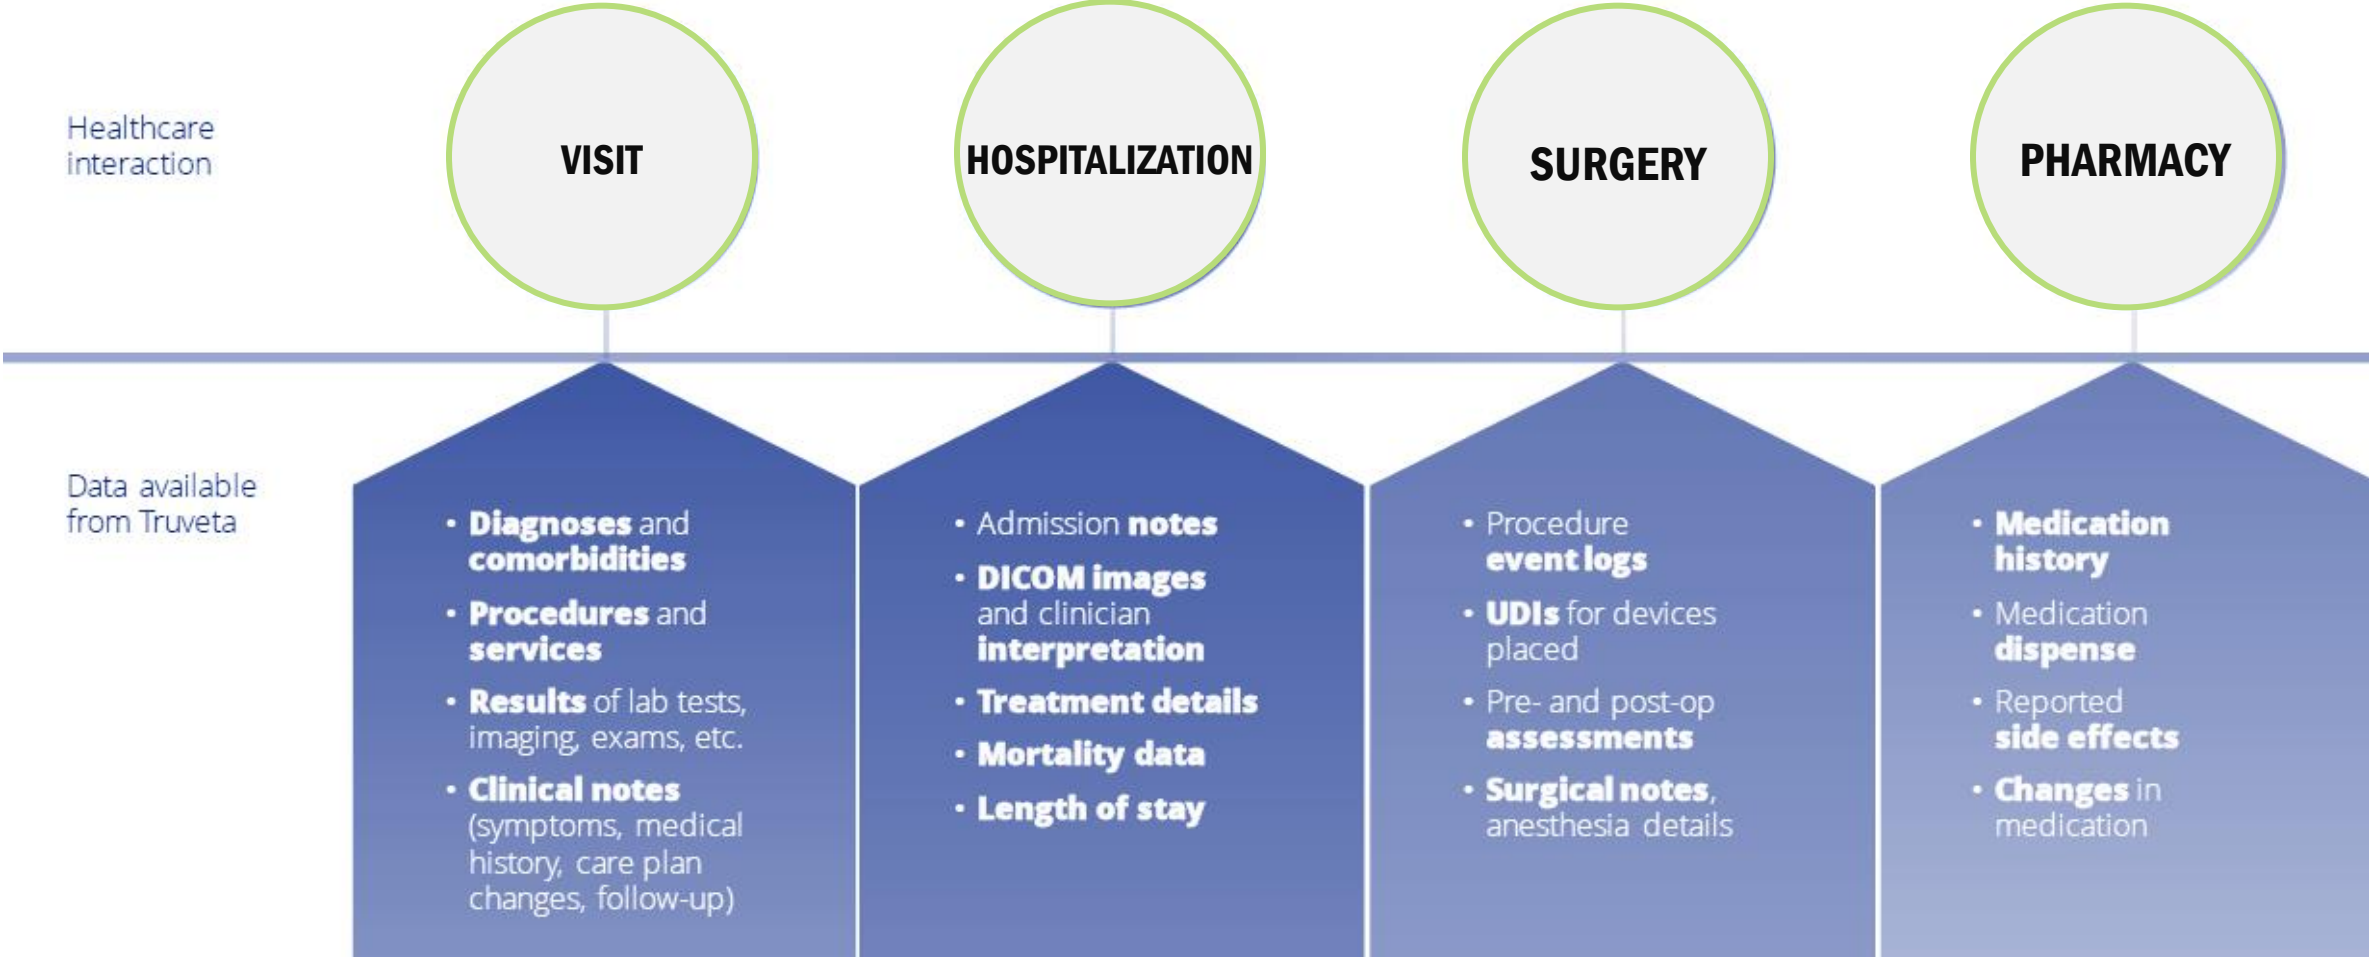 Healthcare
interaction
VISIT
HOSPITALIZATION
SURGERY
PHARMACY
Data available
from Truveta
• Diagnoses and
comorbidities
• Procedures and
services
• Results of lab tests,
imaging, exams, etc.
• Clinical notes
(symptoms, medical
history, care plan
changes, follow-up)
• Admission notes
• DICOM images
and clinician
interpretation
• Treatment details
• Mortality data
• Length of stay
• Procedure
event logs
• UDIs for devices
placed
• Pre- and post-op
assessments
• Surgical notes,
anesthesia details
• Medication
history
• Medication
dispense
• Reported
side effects
• Changes in
medication